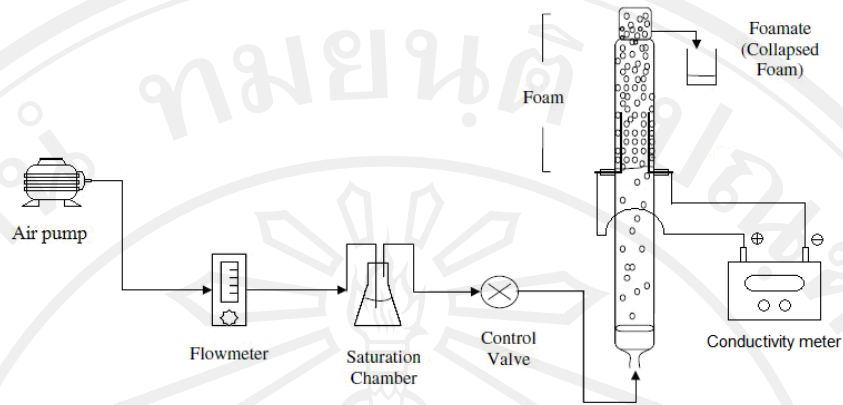 Foamate
(Collapsed
Foam)
Foam
Air pump
Flowmeter
Saturation
Chamber
Control
Valve
Conductivity meter